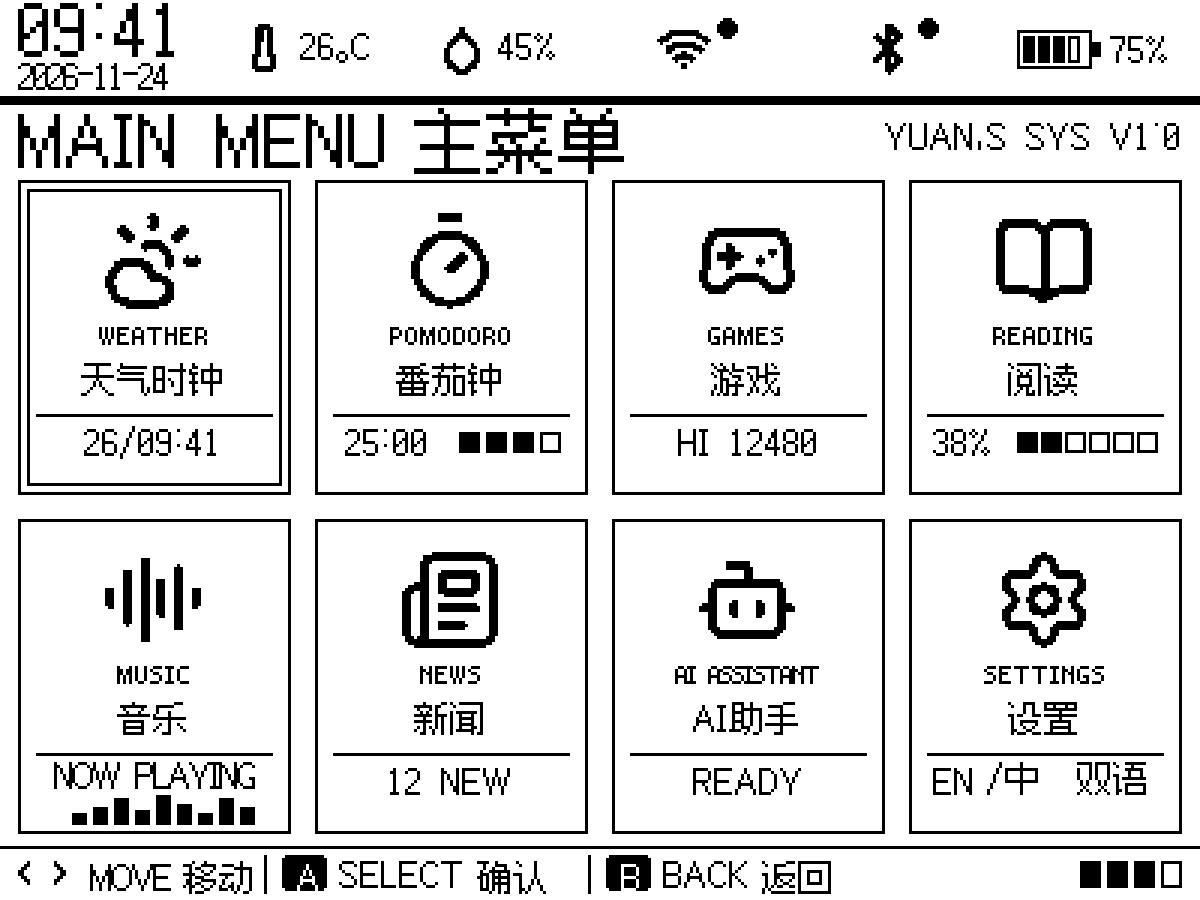 09:41
2026-11-24
26°C
45%
75%
MAIN MENU 主菜单
YUAN.S SYS V1.0
WEATHER
天气时钟
26/09:41
POMODORO
番茄钟
25:00
GAMES
游戏
HI 12480
READING
阅读
38%
MUSIC
音乐
NOW PLAYING
NEWS
新闻
12 NEW
AI ASSISTANT
AI助手
READY
SETTINGS
设置
EN /中 双语
< > MOVE 移动
A SELECT 确认
B BACK 返回